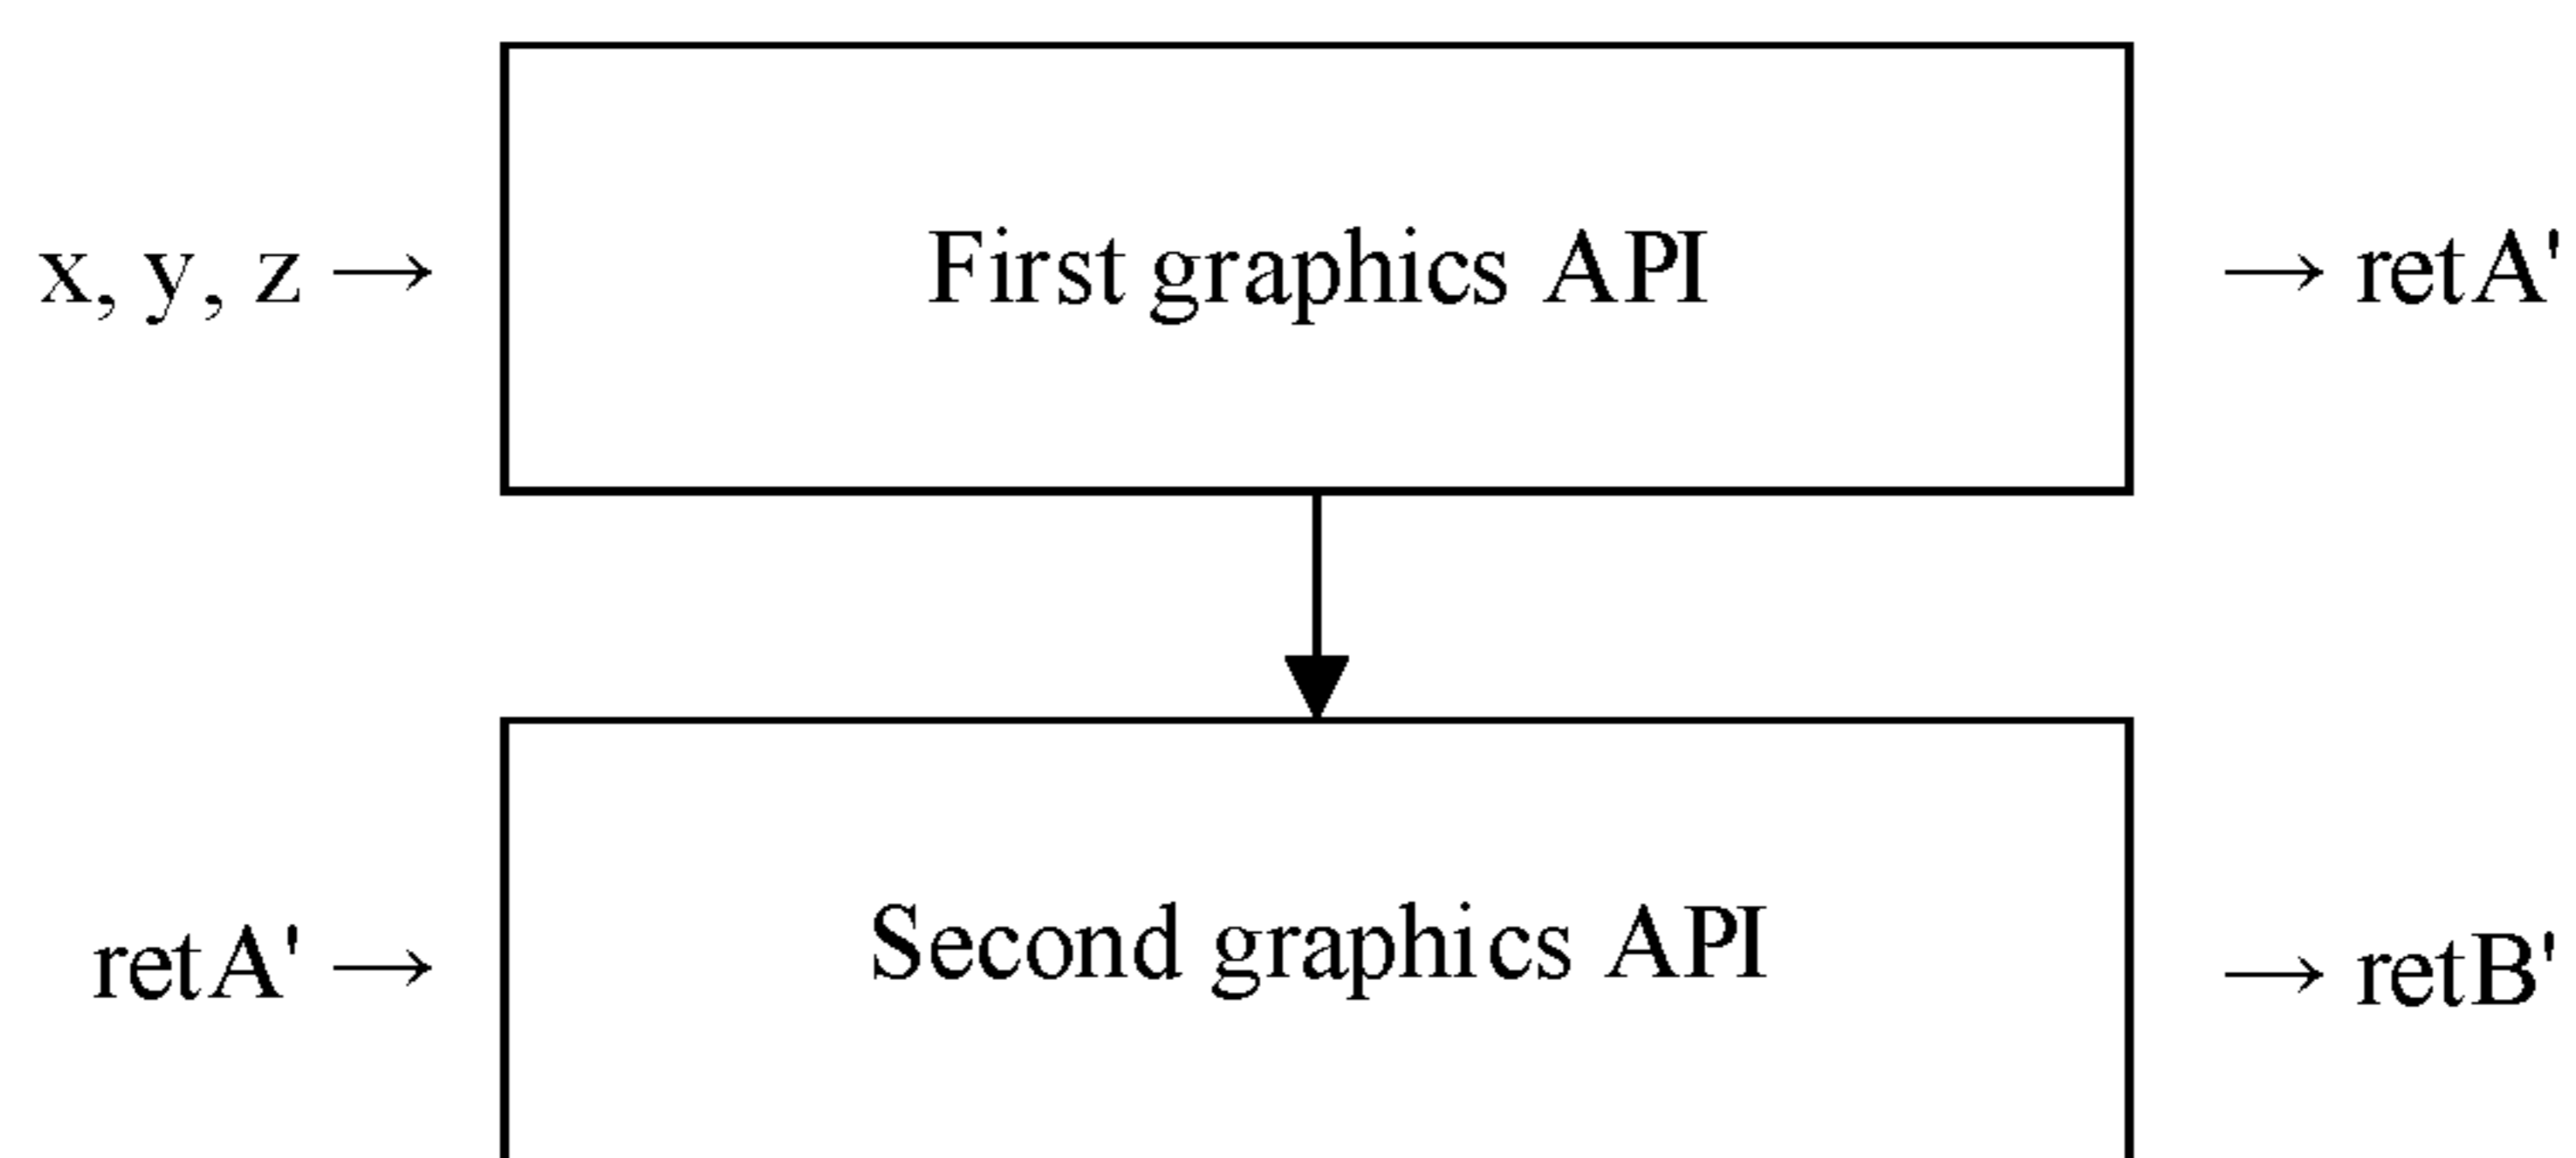 x, y, z → First graphics API → retA'
retA' → Second graphics API → retB'